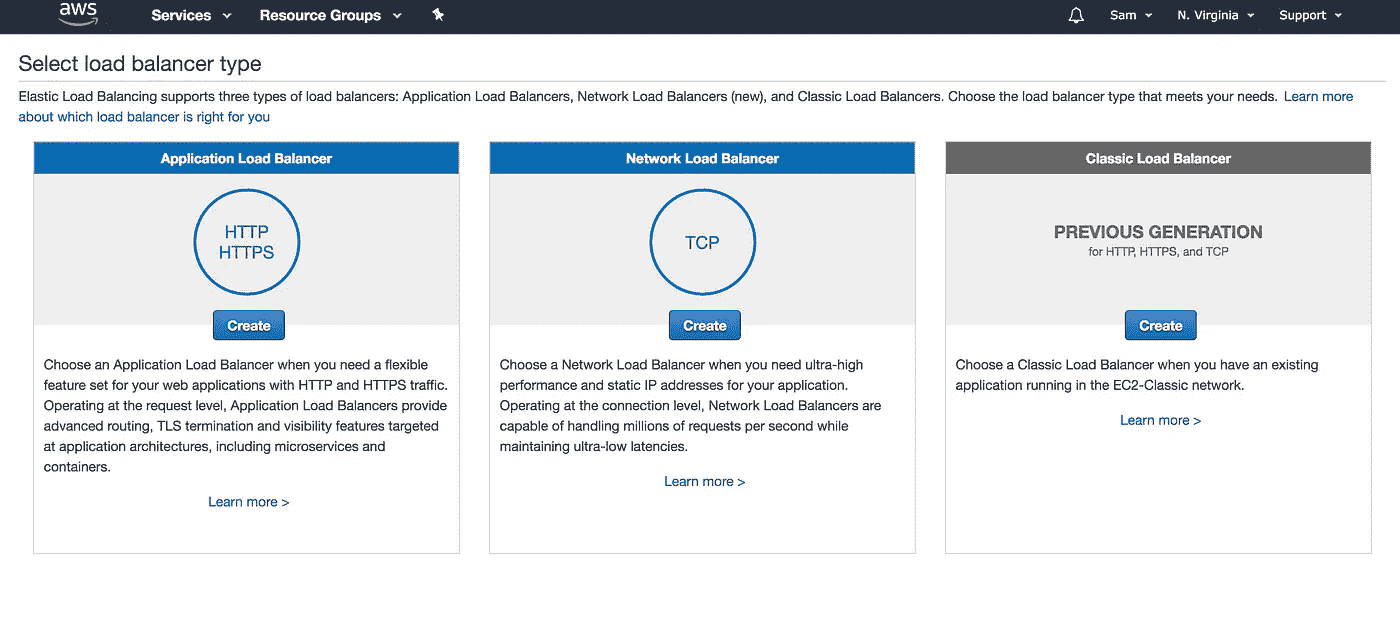 aws Services Resource Groups Sam N. Virginia Support
Select load balancer type
Elastic Load Balancing supports three types of load balancers: Application Load Balancers, Network Load Balancers (new), and Classic Load Balancers. Choose the load balancer type that meets your needs. Learn more
about which load balancer is right for you
Application Load Balancer
HTTP
HTTPS
Create
Choose an Application Load Balancer when you need a flexible
feature set for your web applications with HTTP and HTTPS traffic.
Operating at the request level, Application Load Balancers provide
advanced routing, TLS termination and visibility features targeted
at application architectures, including microservices and
containers.
Learn more >
Network Load Balancer
TCP
Create
Choose a Network Load Balancer when you need ultra-high
performance and static IP addresses for your application.
Operating at the connection level, Network Load Balancers are
capable of handling millions of requests per second while
maintaining ultra-low latencies.
Learn more >
Classic Load Balancer
PREVIOUS GENERATION
for HTTP, HTTPS, and TCP
Create
Choose a Classic Load Balancer when you have an existing
application running in the EC2-Classic network.
Learn more >